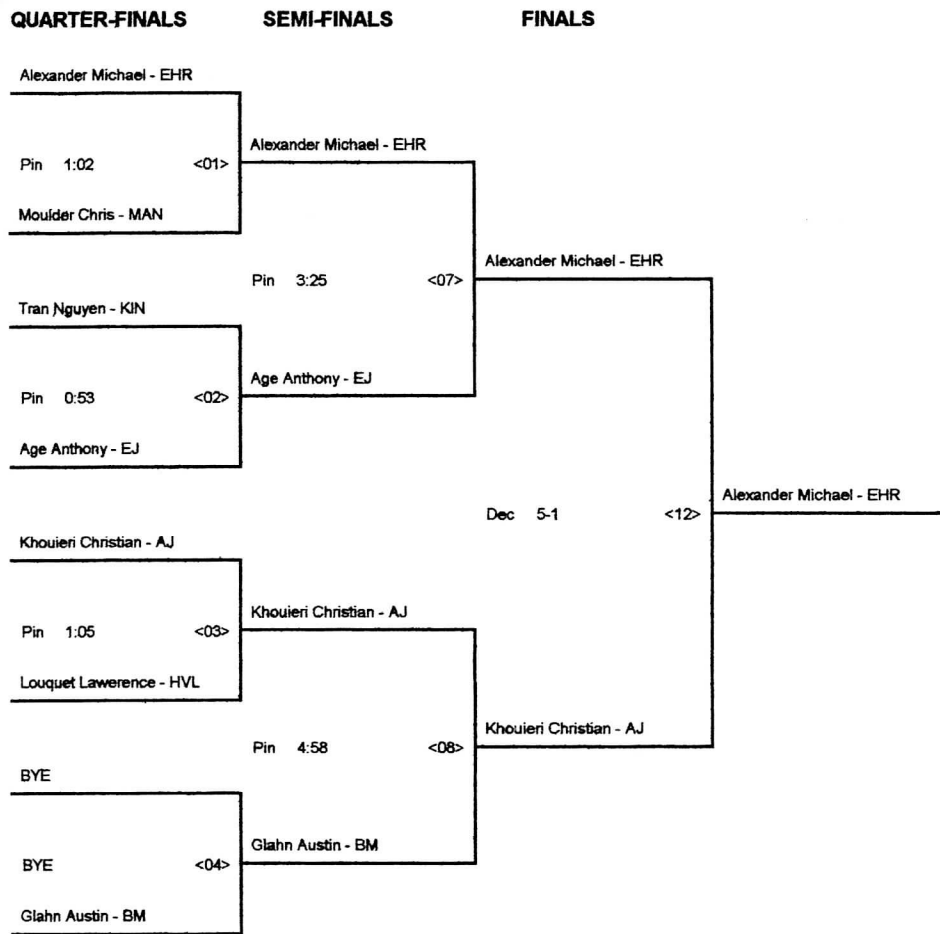 QUARTER-FINALS SEMI-FINALS FINALS
Alexander Michael - EHR
Alexander Michael - EHR
Pin 1:02 <01>
Moulder Chris - MAN
Alexander Michael - EHR
Pin 3:25 <07>
Tran Nguyen - KIN
Age Anthony - EJ
Pin 0:53 <02>
Age Anthony - EJ
Alexander Michael - EHR
Dec 5-1 <12>
Khouieri Christian - AJ
Khouieri Christian - AJ
Pin 1:05 <03>
Louquet Lawerence - HVL
Khouieri Christian - AJ
Pin 4:58 <08>
BYE
Glahn Austin - BM
BYE <04>
Glahn Austin - BM